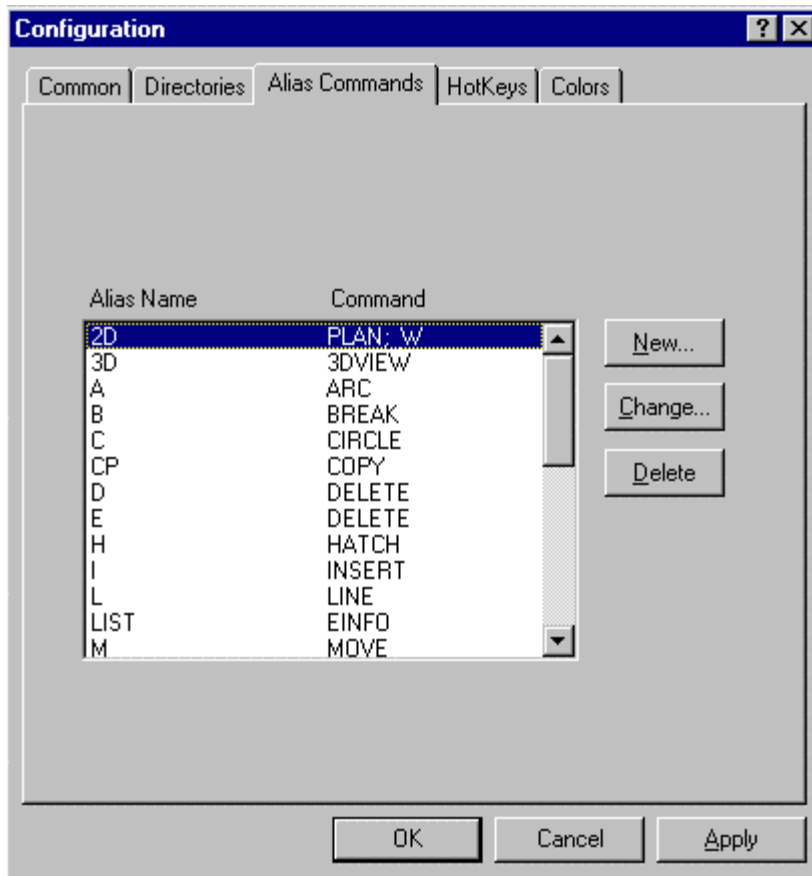 Configuration
Common Directories Alias Commands HotKeys Colors
Alias Name Command
2D PLAN; W
3D 3DVIEW
A ARC
B BREAK
C CIRCLE
CP COPY
D DELETE
E DELETE
H HATCH
I INSERT
L LINE
LIST EINFO
M MOVE
New...
Change...
Delete
OK Cancel Apply